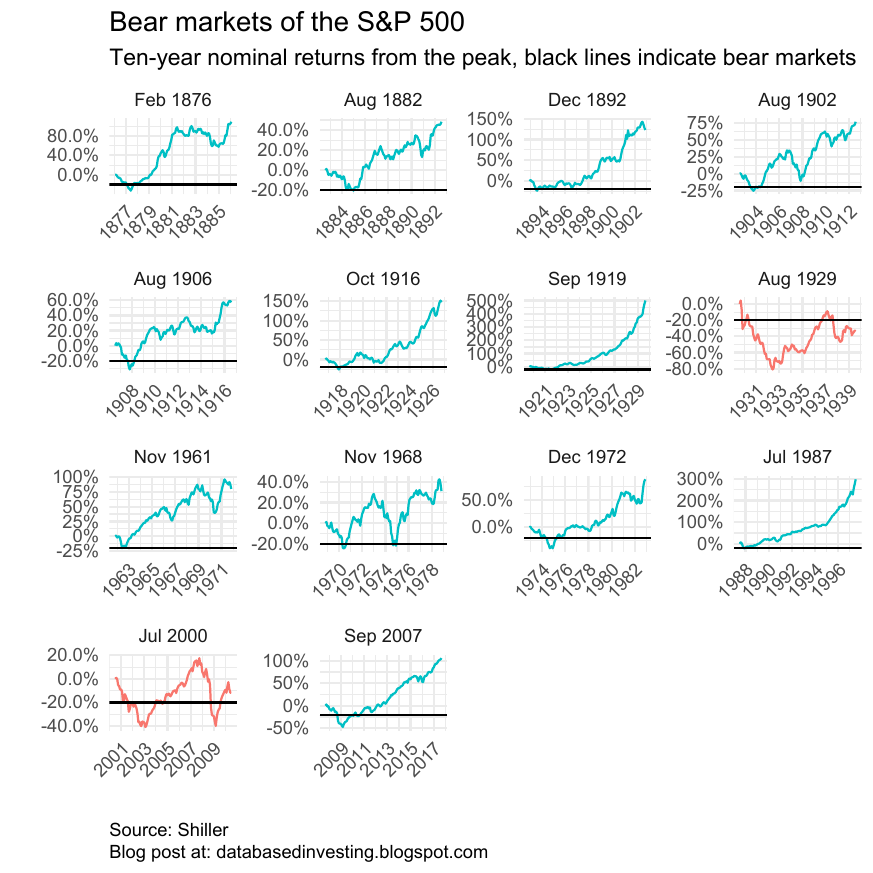 Bear markets of the S&P 500
Ten-year nominal returns from the peak, black lines indicate bear markets
Feb 1876
80.0%
40.0%
0.0%
1877 1879 1881 1883 1885
Aug 1882
40.0%
20.0%
0.0%
-20.0%
1884 1886 1888 1890 1892
Dec 1892
150%
100%
50%
0%
1894 1896 1898 1900 1902
Aug 1902
75%
50%
25%
0%
-25%
1904 1906 1908 1910 1912
Aug 1906
60.0%
40.0%
20.0%
0.0%
-20.0%
1908 1910 1912 1914 1916
Oct 1916
150%
100%
50%
0%
1918 1920 1922 1924 1926
Sep 1919
500%
400%
300%
200%
100%
0%
1921 1923 1925 1927 1929
Aug 1929
0.0%
-20.0%
-40.0%
-60.0%
-80.0%
1931 1933 1935 1937 1939
Nov 1961
100%
75%
50%
25%
0%
-25%
1963 1965 1967 1969 1971
Nov 1968
40.0%
20.0%
0.0%
-20.0%
1970 1972 1974 1976 1978
Dec 1972
50.0%
0.0%
1974 1976 1978 1980 1982
Jul 1987
300%
200%
100%
0%
1988 1990 1992 1994 1996
Jul 2000
20.0%
0.0%
-20.0%
-40.0%
2001 2003 2005 2007 2009
Sep 2007
100%
50%
0%
-50%
2009 2011 2013 2015 2017
Source: Shiller
Blog post at: databasedinvesting.blogspot.com